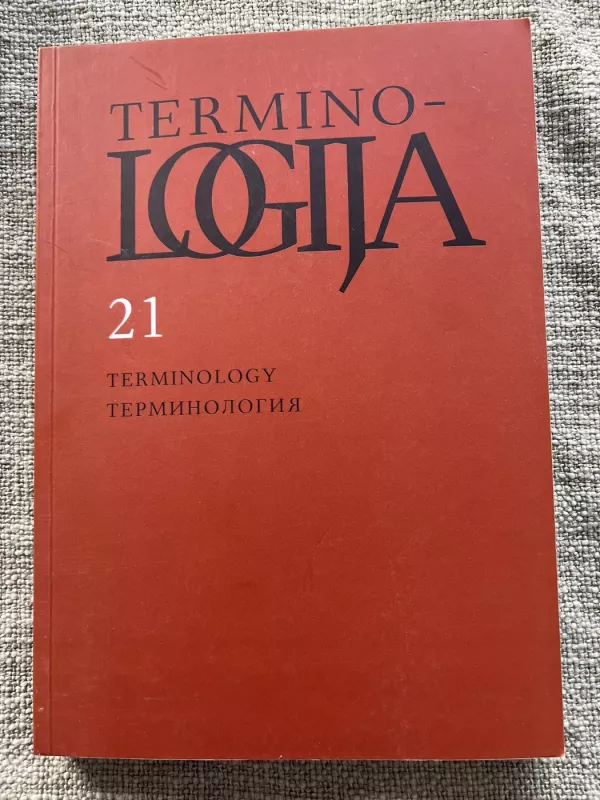 TERMINO-
LOGIJA
21
TERMINOLOGY
ТЕРМИНОЛОГИЯ